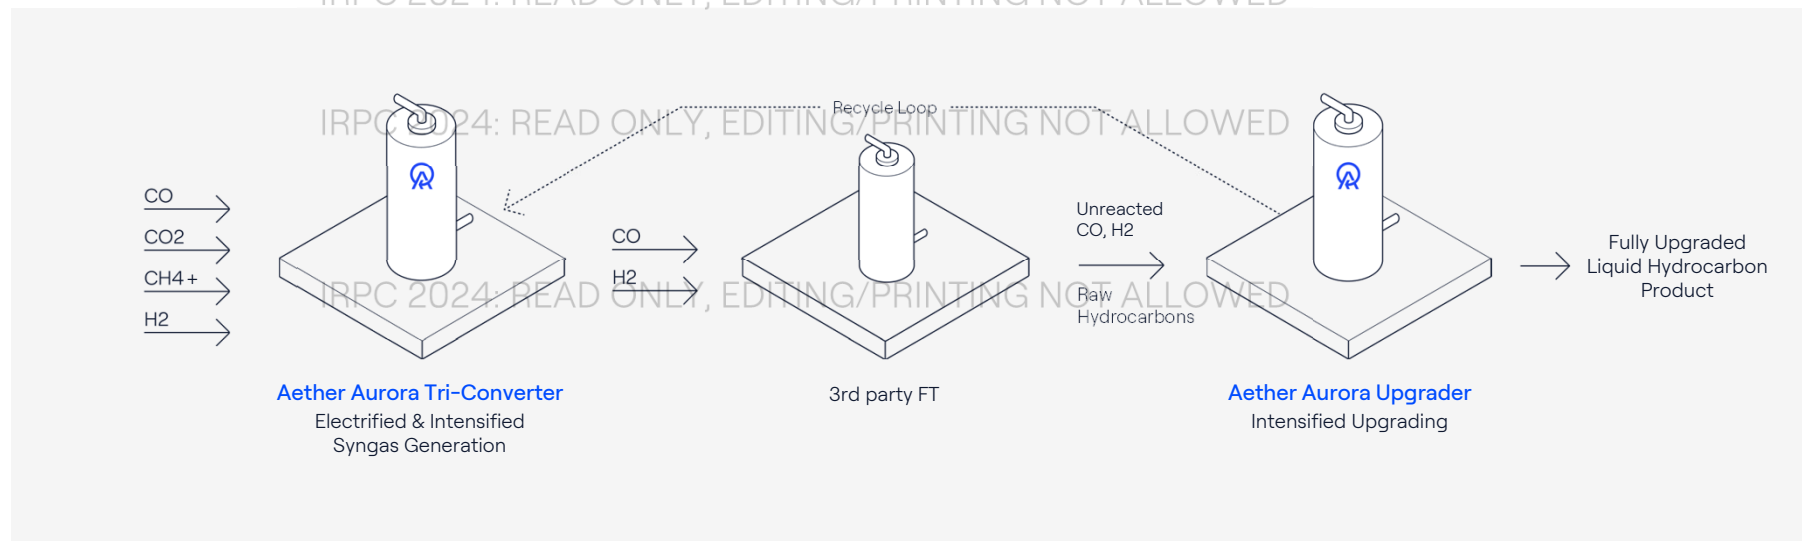 IRPC 2024: READ ONLY, EDITING/PRINTING NOT ALLOWED
Recycle Loop
IRPC 2024: READ ONLY, EDITING/PRINTING NOT ALLOWED
CO
CO2
CH4+
H2
CO
H2
Unreacted
CO, H2
Raw
Hydrocarbons
Fully Upgraded
Liquid Hydrocarbon
Product
IRPC 2024: READ ONLY, EDITING/PRINTING NOT ALLOWED
Aether Aurora Tri-Converter
Electrified & Intensified
Syngas Generation
3rd party FT
Aether Aurora Upgrader
Intensified Upgrading